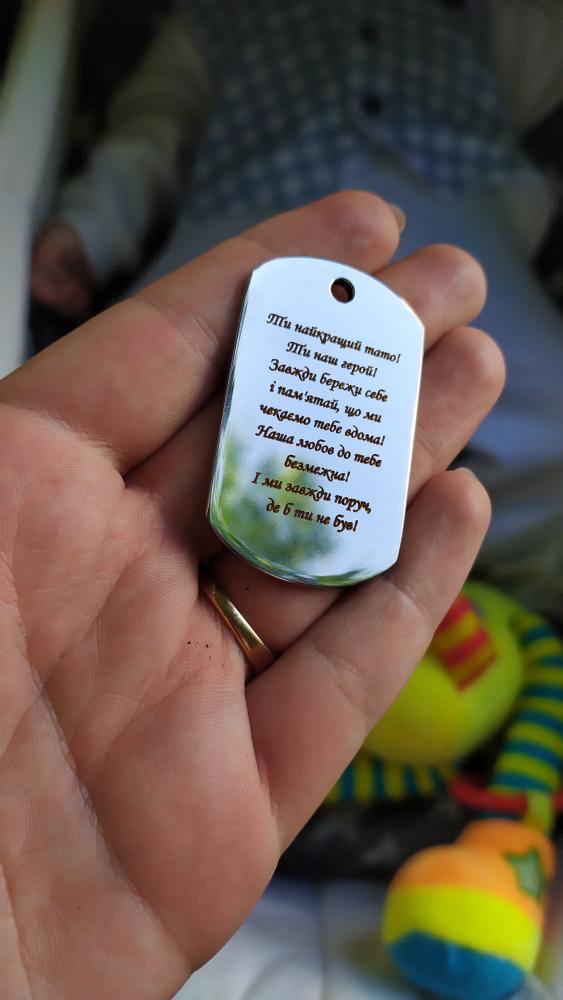 Ти найкращий тато!
Ти наш герой!
Завжди бережи себе
і пам'ятай, що ми
чекаємо тебе вдома!
Наша любов до тебе
безмежна!
І ми завжди поруч,
де б ти не був!